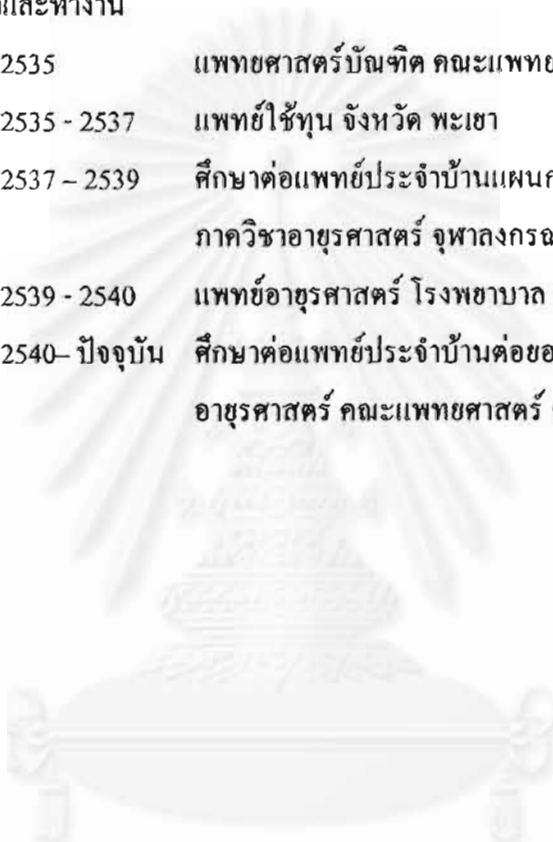 และทำงาน
2535 แพทยศาสตร์บัณฑิต คณะแพทย
2535 - 2537 แพทย์ใช้ทุน จังหวัด พะเยา
2537 – 2539 ศึกษาต่อแพทย์ประจำบ้านแผนก
ภาควิชาอายุรศาสตร์ จุฬาลงกรณ
2539 - 2540 แพทย์อายุรศาสตร์ โรงพยาบาล
2540– ปัจจุบัน ศึกษาต่อแพทย์ประจำบ้านต่อยอ
อายุรศาสตร์ คณะแพทยศาสตร์